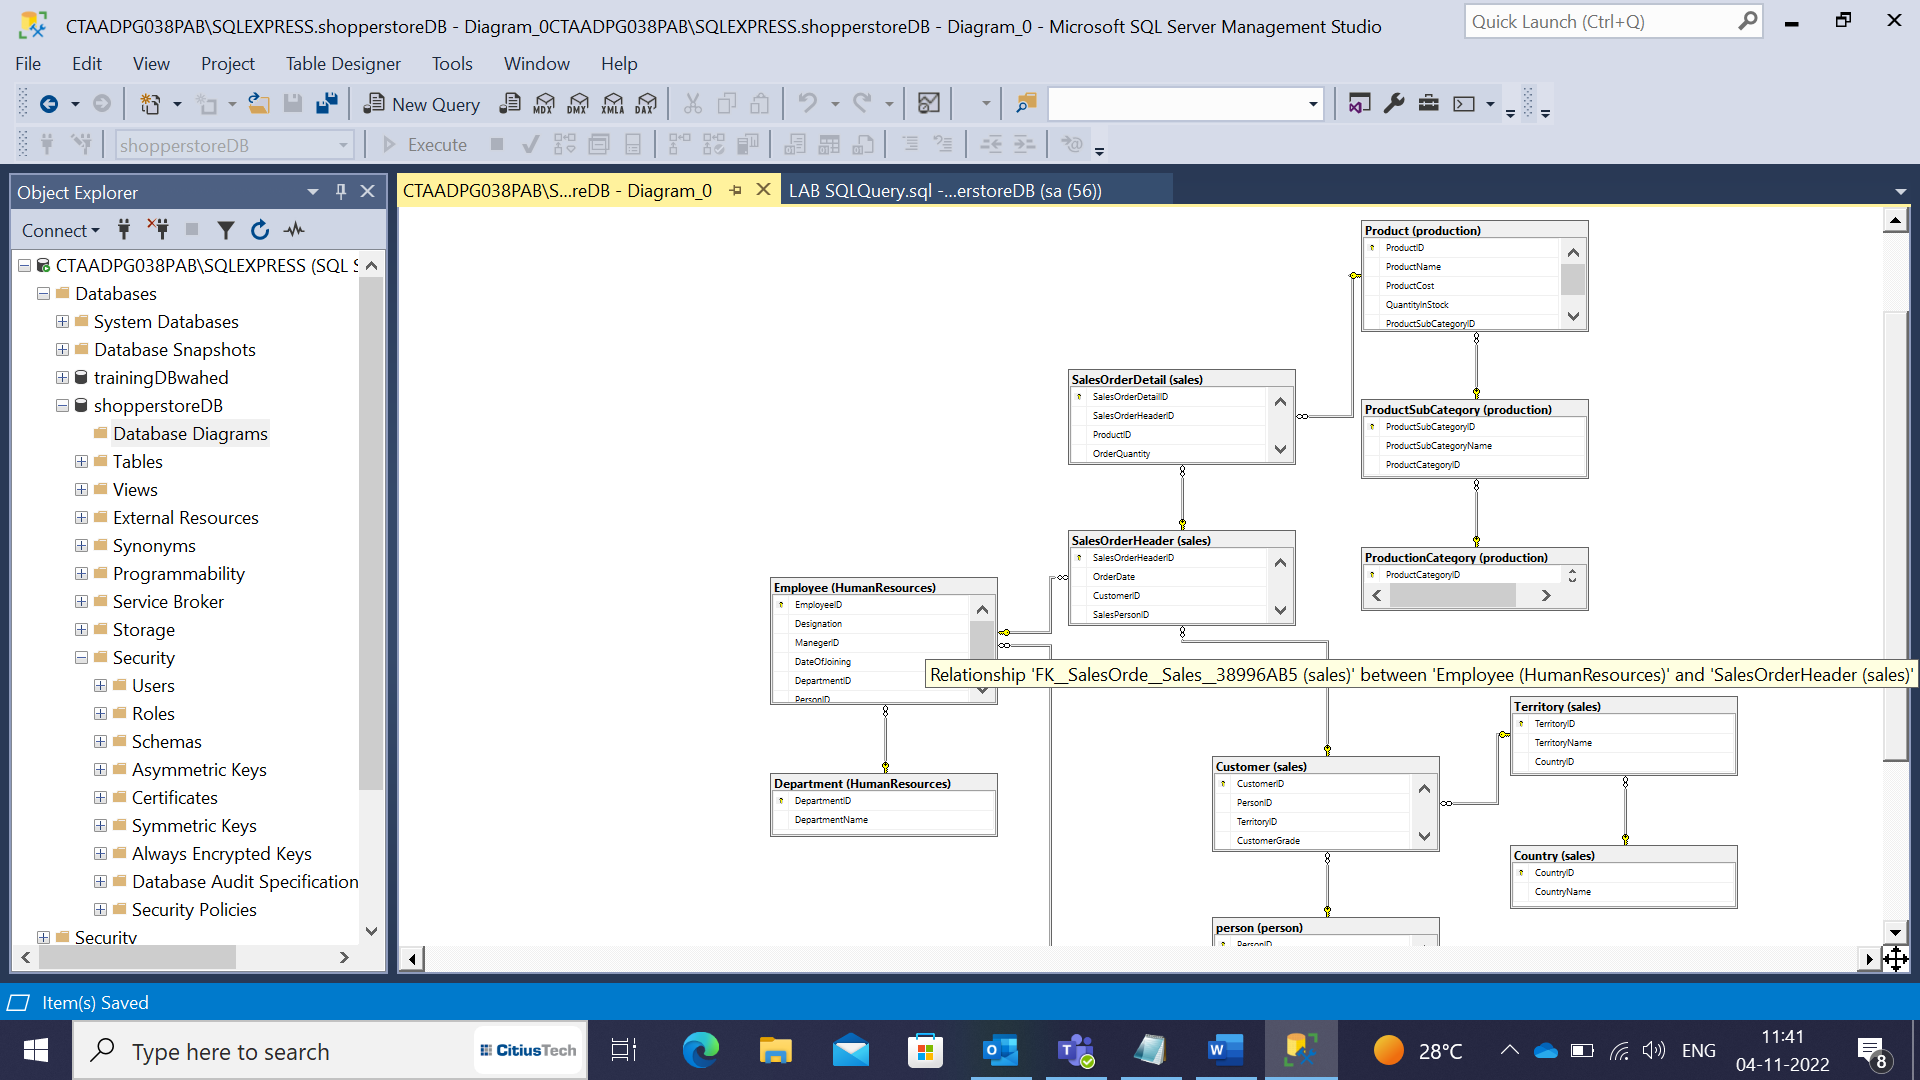 CTAADPG038PAB\SQLEXPRESS.shopperstoreDB - Diagram_0CTAADPG038PAB\SQLEXPRESS.shopperstoreDB - Diagram_0 - Microsoft SQL Server Management Studio
Quick Launch (Ctrl+Q)
File Edit View Project Table Designer Tools Window Help
New Query MDX DMX XMLA DAX
shopperstoreDB
Execute
Object Explorer
CTAADPG038PAB\S...reDB - Diagram_0
LAB SQLQuery.sql -...erstoreDB (sa (56))
Connect
CTAADPG038PAB\SQLEXPRESS (SQL S
Databases
System Databases
Database Snapshots
trainingDBwahed
shopperstoreDB
Database Diagrams
Tables
Views
External Resources
Synonyms
Programmability
Service Broker
Storage
Security
Users
Roles
Schemas
Asymmetric Keys
Certificates
Symmetric Keys
Always Encrypted Keys
Database Audit Specification
Security Policies
Security
Product (production)
ProductID
ProductName
ProductCost
QuantityInStock
ProductSubCategoryID
SalesOrderDetail (sales)
SalesOrderDetailID
SalesOrderHeaderID
ProductID
OrderQuantity
ProductSubCategory (production)
ProductSubCategoryID
ProductSubCategoryName
ProductCategoryID
SalesOrderHeader (sales)
SalesOrderHeaderID
OrderDate
CustomerID
SalesPersonID
ProductionCategory (production)
ProductCategoryID
Employee (HumanResources)
EmployeeID
Designation
ManegerID
DateOfJoining
DepartmentID
PersonID
Relationship 'FK__SalesOrde__Sales__38996AB5 (sales)' between 'Employee (HumanResources)' and 'SalesOrderHeader (sales)'
Territory (sales)
TerritoryID
TerritoryName
CountryID
Department (HumanResources)
DepartmentID
DepartmentName
Customer (sales)
CustomerID
PersonID
TerritoryID
CustomerGrade
Country (sales)
CountryID
CountryName
person (person)
PersonID
Item(s) Saved
Type here to search
CitiusTech
28°C
ENG
11:41
04-11-2022
8